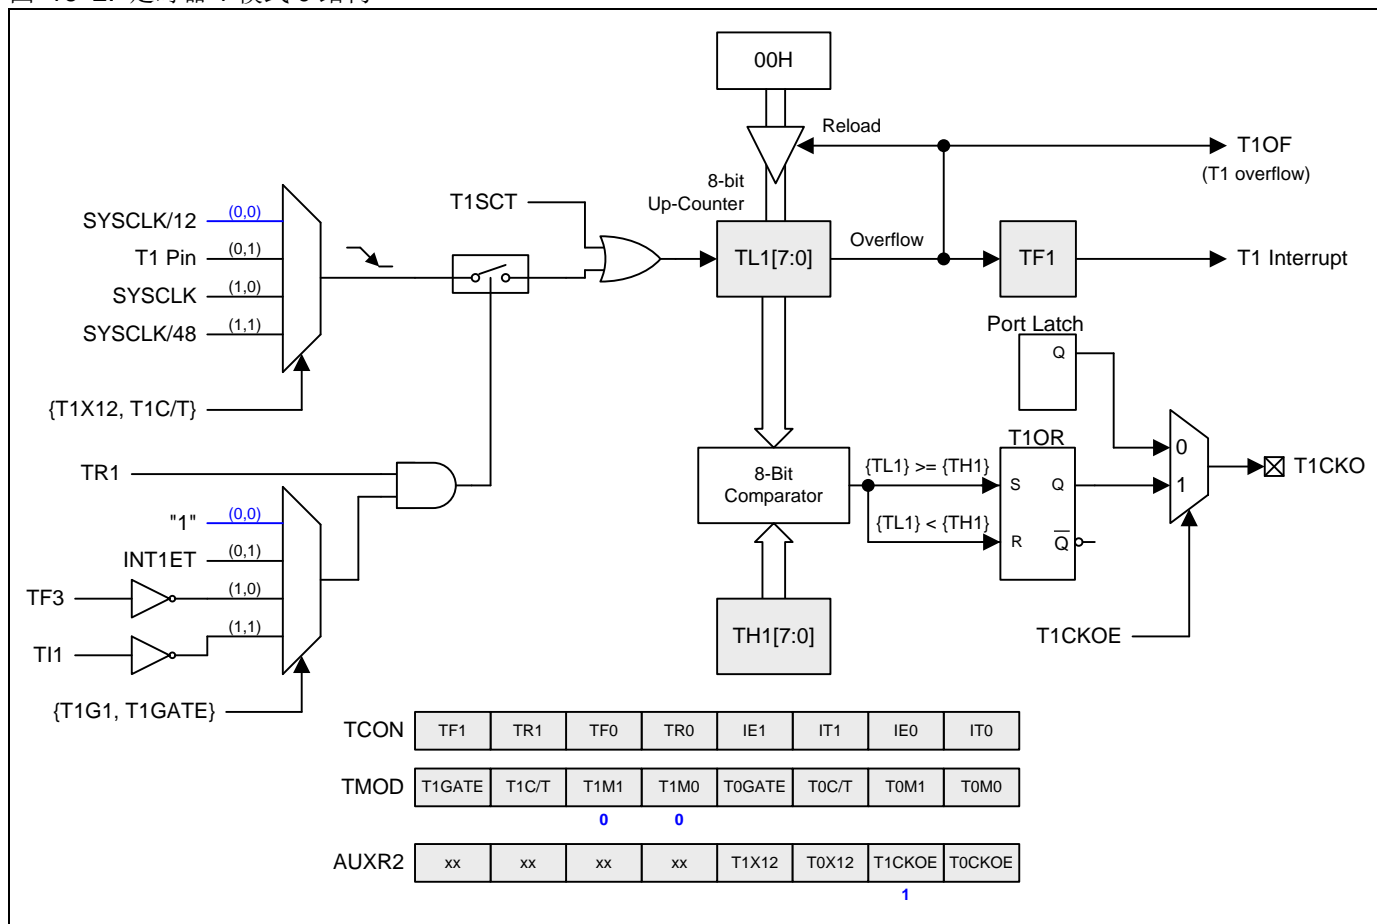 00H
Reload
T1OF
(T1 overflow)
8-bit
Up-Counter
T1SCT
SYSCLK/12
(0,0)
T1 Pin
(0,1)
SYSCLK
(1,0)
SYSCLK/48
(1,1)
TL1[7:0]
Overflow
TF1
T1 Interrupt
Port Latch
Q
{T1X12, T1C/T}
TR1
8-Bit
Comparator
{TL1} >= {TH1}
{TL1} < {TH1}
T1OR
S
Q
R
Q
0
1
T1CKO
"1"
(0,0)
INT1ET
(0,1)
TF3
(1,0)
TI1
(1,1)
TH1[7:0]
T1CKOE
{T1G1, T1GATE}
TCON TF1 TR1 TF0 TR0 IE1 IT1 IE0 IT0
TMOD T1GATE T1C/T T1M1 T1M0 T0GATE T0C/T T0M1 T0M0
0 0
AUXR2 xx xx xx xx T1X12 T0X12 T1CKOE T0CKOE
1